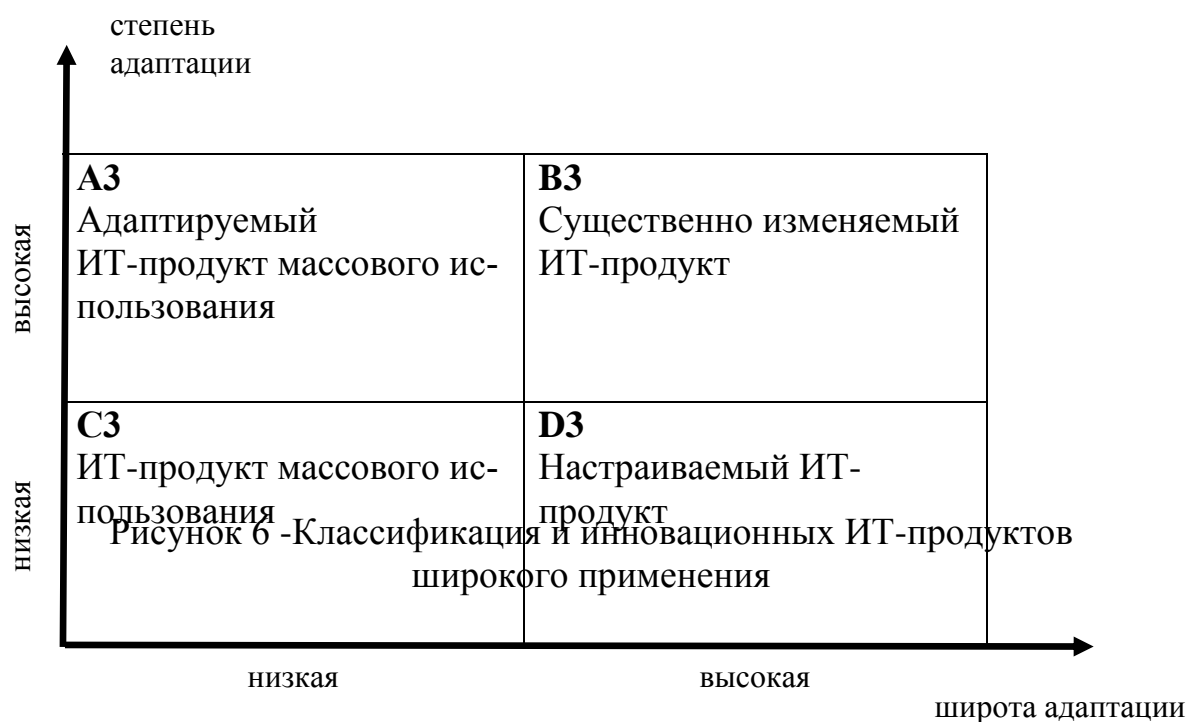 степень
адаптации
высокая
A3
Адаптируемый
ИТ-продукт массового ис-
пользования
B3
Существенно изменяемый
ИТ-продукт
низкая
C3
ИТ-продукт массового ис-
пользования
D3
Настраиваемый ИТ-
продукт
Рисунок 6 -Классификация и инновационных ИТ-продуктов
широкого применения
низкая
высокая
широта адаптации